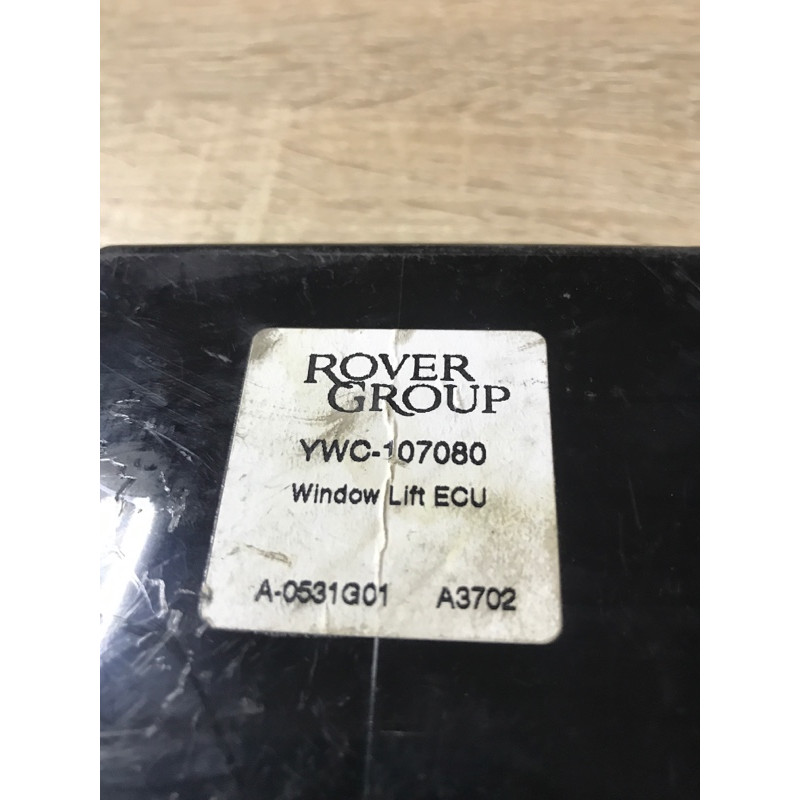 ROVER
GROUP
YWC-107080
Window Lift ECU
A-0531G01 A3702